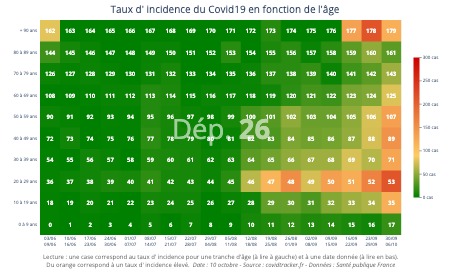 Taux d' incidence du Covid19 en fonction de l'âge
+ 90 ans 162 163 164 165 166 167 168 169 170 171 172 173 174 175 176 177 178 179
80 à 89 ans 144 145 146 147 148 149 150 151 152 153 154 155 156 157 158 159 160 161
70 à 79 ans 126 127 128 129 130 131 132 133 134 135 136 137 138 139 140 141 142 143
60 à 69 ans 108 109 110 111 112 113 114 115 116 117 118 119 120 121 122 123 124 125
50 à 59 ans 90 91 92 93 94 95 96 97 98 99 100 101 102 103 104 105 106 107
40 à 49 ans 72 73 74 75 76 77 78 79 80 81 82 83 84 85 86 87 88 89
30 à 39 ans 54 55 56 57 58 59 60 61 62 63 64 65 66 67 68 69 70 71
20 à 29 ans 36 37 38 39 40 41 42 43 44 45 46 47 48 49 50 51 52 53
10 à 19 ans 18 19 20 21 22 23 24 25 26 27 28 29 30 31 32 33 34 35
0 à 9 ans 0 1 2 3 4 5 6 7 8 9 10 11 12 13 14 15 16 17
Dép. 26
300 cas
250 cas
200 cas
150 cas
100 cas
50 cas
0 cas
Lecture : une case correspond au taux d' incidence pour une tranche d'âge (à lire à gauche) et à une date donnée (à lire en bas).
Du orange correspond à un taux d' incidence élevé. Date : 10 octobre - Source : covidtracker.fr - Données : Santé publique France